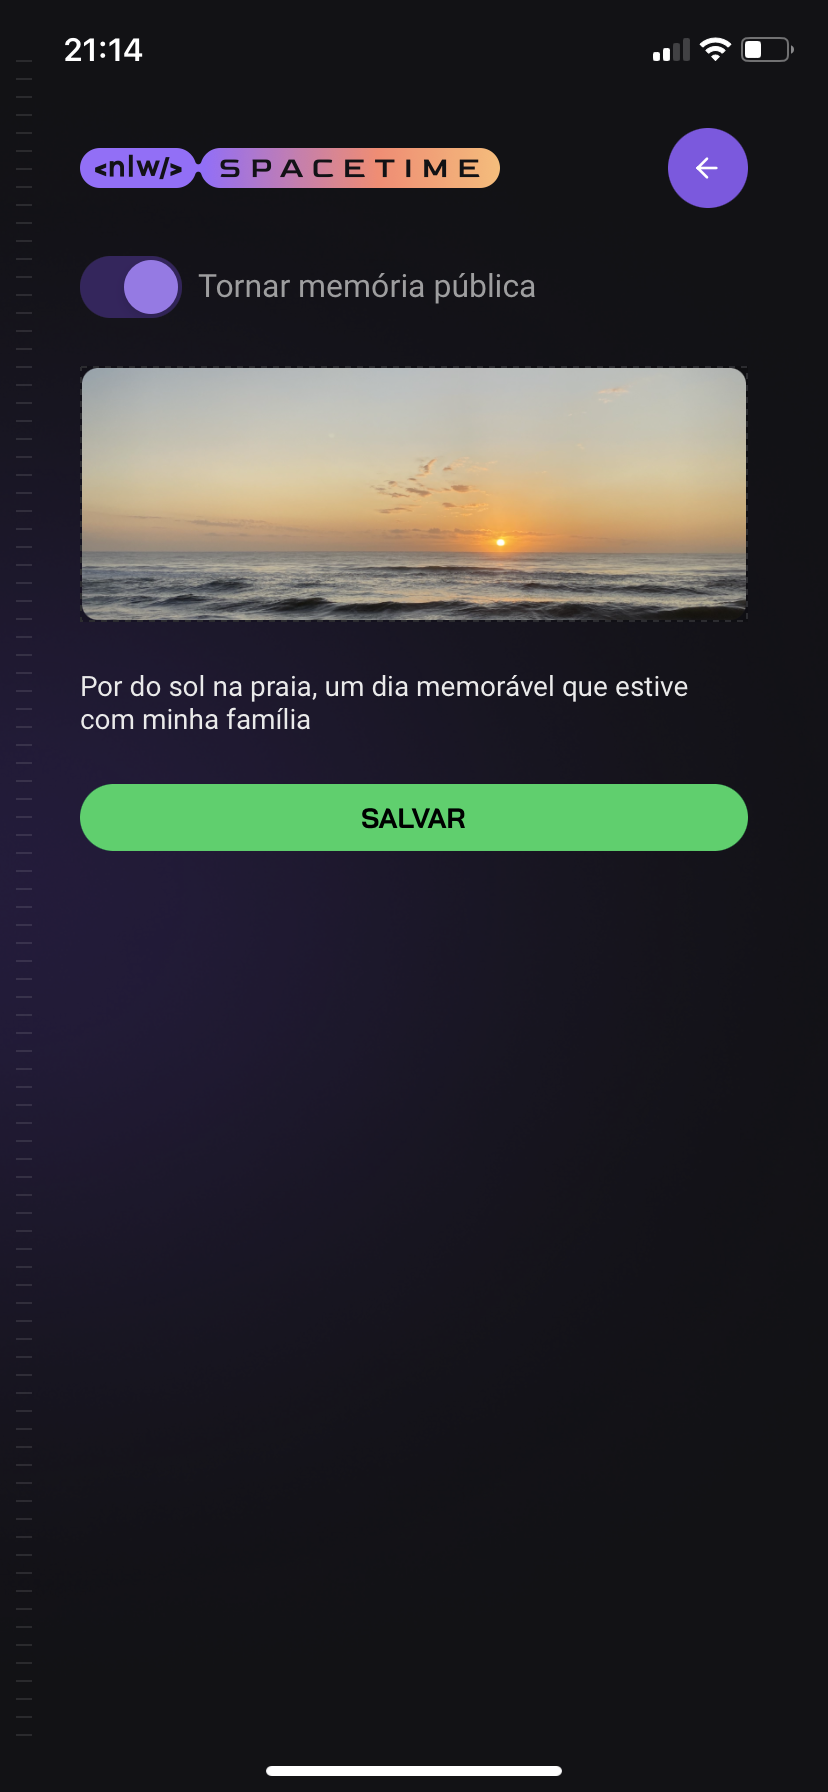 21:14
<nlw/> SPACETIME
Tornar memória pública
Por do sol na praia, um dia memorável que estive
com minha família
SALVAR